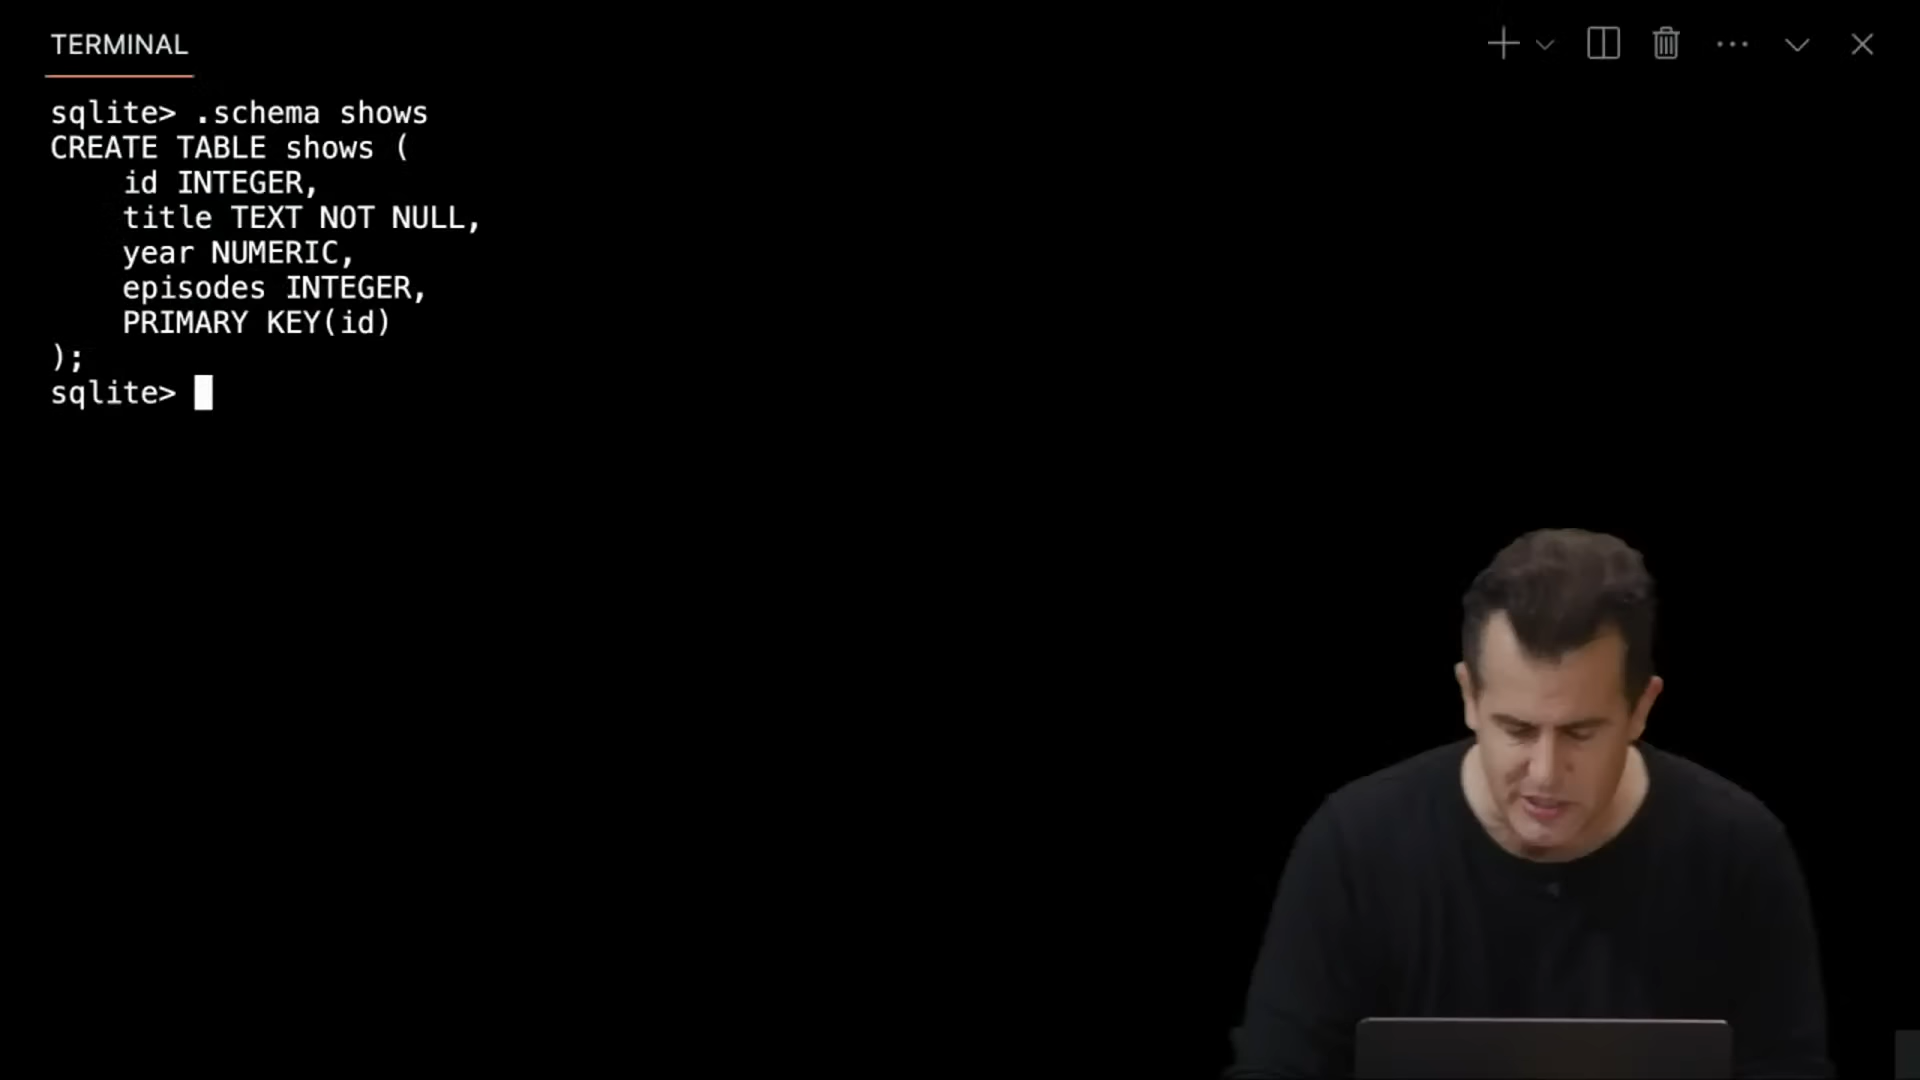 TERMINAL
sqlite> .schema shows
CREATE TABLE shows (
    id INTEGER,
    title TEXT NOT NULL,
    year NUMERIC,
    episodes INTEGER,
    PRIMARY KEY(id)
);
sqlite>